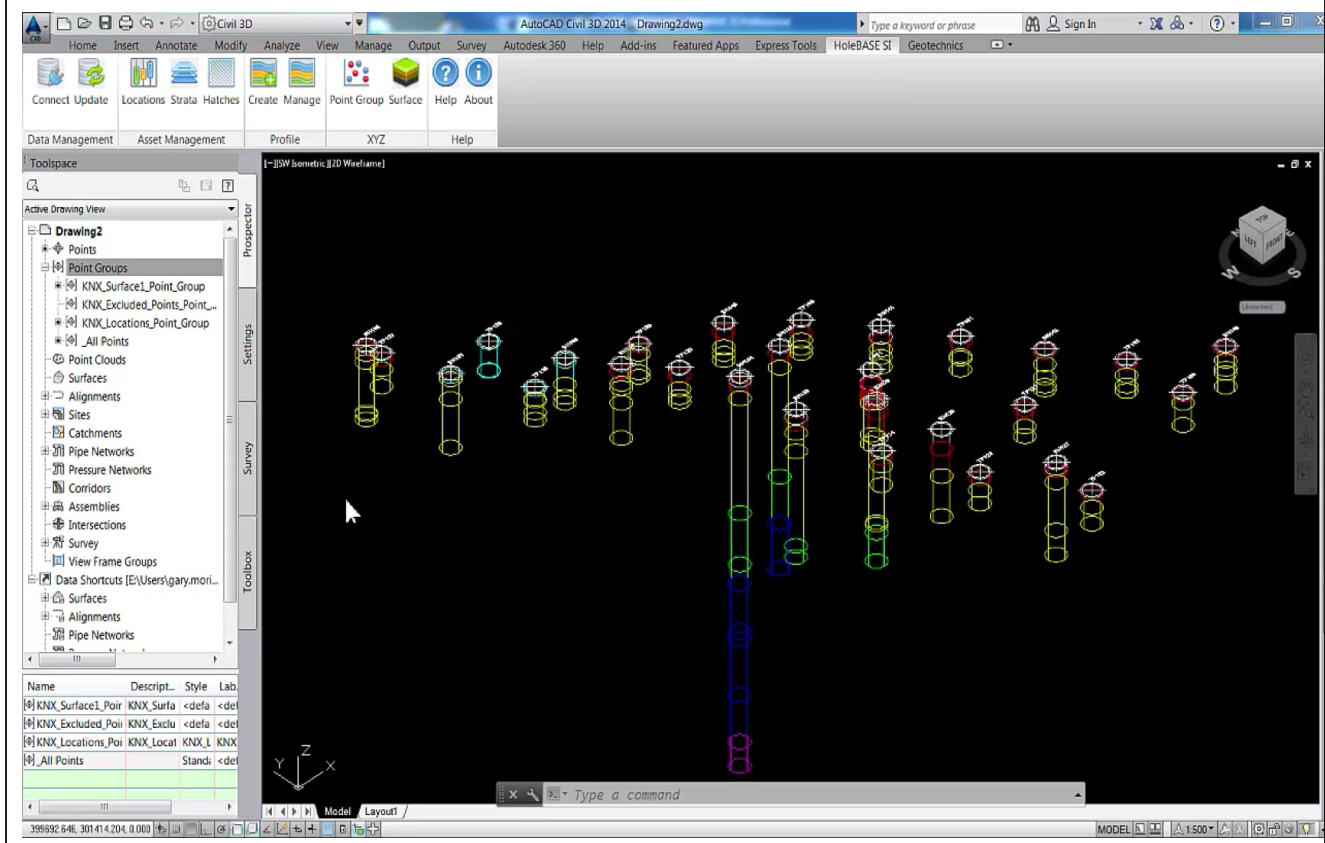 Civil 3D AutoCAD Civil 3D 2014 Drawing2.dwg Type a keyword or phrase Sign In
Home Insert Annotate Modify Analyze View Manage Output Survey Autodesk 360 Help Add-ins Featured Apps Express Tools HoleBASE SI Geotechnics
Connect Update Locations Strata Hatches Create Manage Point Group Surface Help About
Data Management Asset Management Profile XYZ Help
Toolspace
[−][SW Isometric][2D Wireframe]
Active Drawing View
Drawing2
Points
Point Groups
KNX_Surface1_Point_Group
KNX_Excluded_Points_Point_...
KNX_Locations_Point_Group
_All Points
Point Clouds
Surfaces
Alignments
Sites
Catchments
Pipe Networks
Pressure Networks
Corridors
Assemblies
Intersections
Survey
View Frame Groups
Data Shortcuts [E:\Users\gary.mori...
Surfaces
Alignments
Pipe Networks
Prospector
Settings
Survey
Toolbox
TOP
LEFT FRONT
W S
Unnamed
Name Descript... Style Lab
KNX_Surface1_Poir KNX_Surfa <defa <def
KNX_Excluded_Poii KNX_Exclu <defa <def
KNX_Locations_Poi KNX_Locat KNX_L KNX
_All Points Standa <def
Z
Y X
Type a command
Model Layout1
399692.646, 301414.204, 0.000 MODEL 1:500